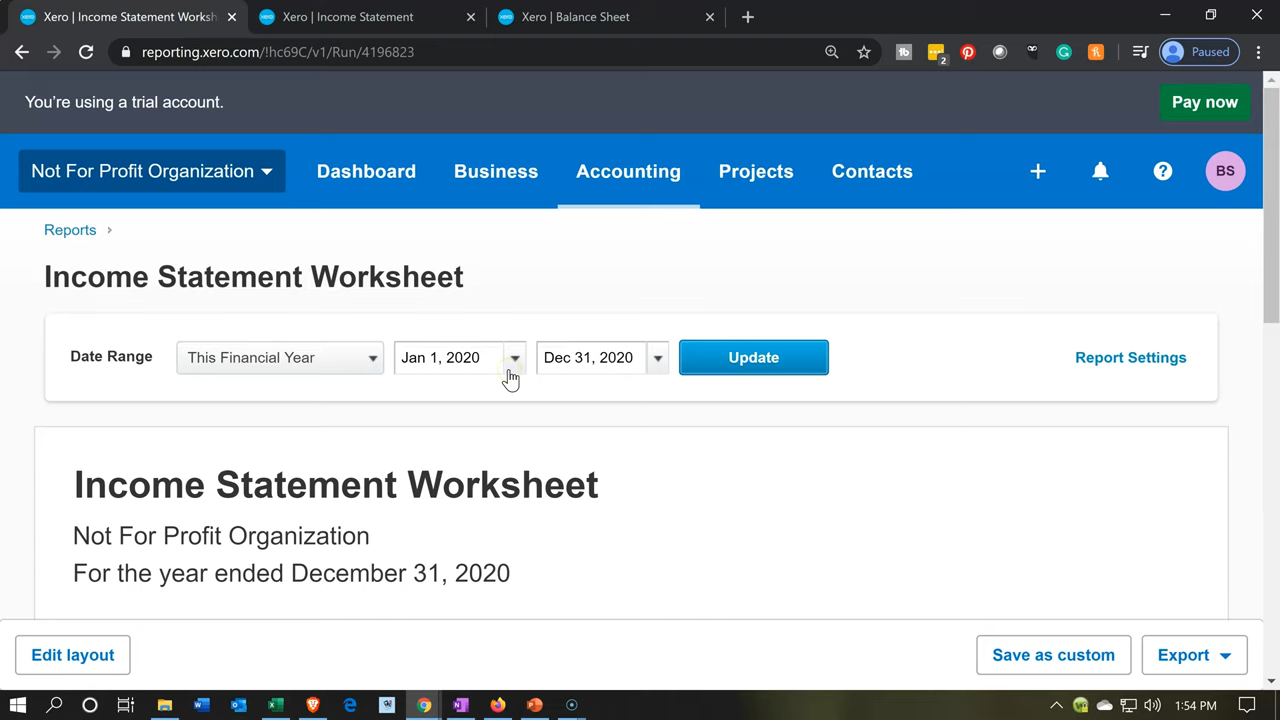 Xero | Income Statement Worksh
Xero | Income Statement
Xero | Balance Sheet
reporting.xero.com/!hc69C/v1/Run/4196823
2
Paused
You're using a trial account.
Pay now
Not For Profit Organization
Dashboard
Business
Accounting
Projects
Contacts
BS
Reports
Income Statement Worksheet
Date Range
This Financial Year
Jan 1, 2020
Dec 31, 2020
Update
Report Settings
Income Statement Worksheet
Not For Profit Organization
For the year ended December 31, 2020
Edit layout
Save as custom
Export
1:54 PM